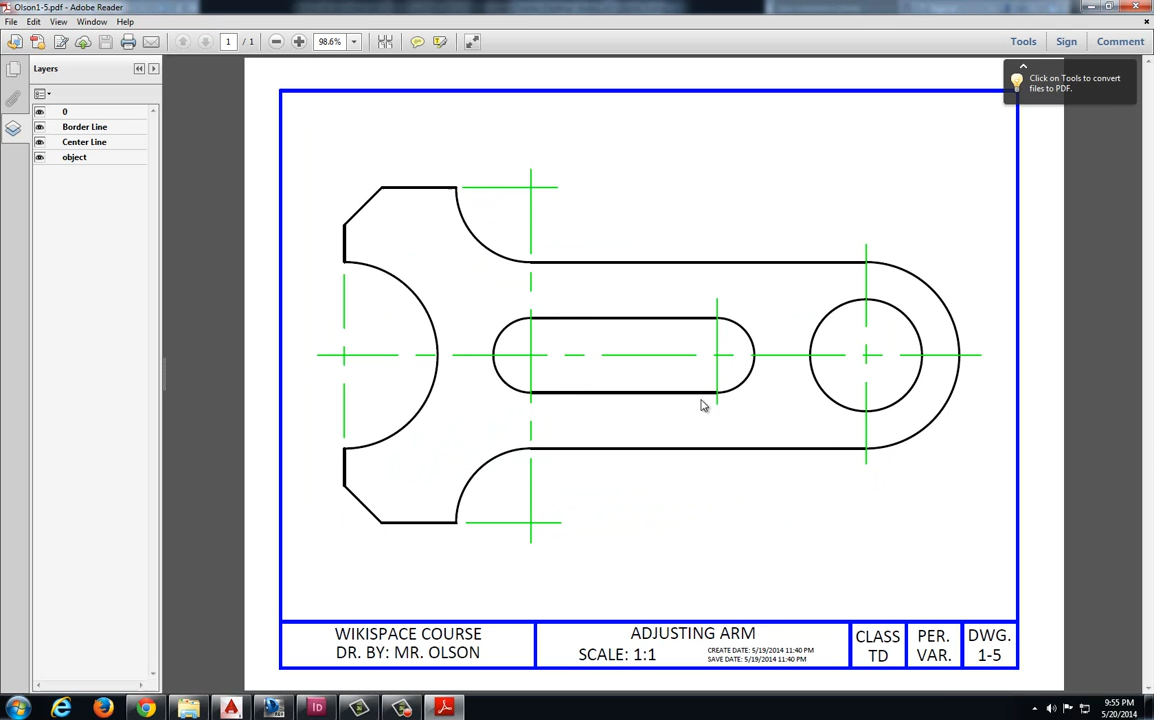 Olson1-5.pdf - Adobe Reader
File Edit View Window Help
1 / 1 98.6% Tools Sign Comment
Layers
Click on Tools to convert
files to PDF.
0
Border Line
Center Line
object
WIKISPACE COURSE
DR. BY: MR. OLSON
ADJUSTING ARM
SCALE: 1:1
CREATE DATE: 5/19/2014 11:40 PM
SAVE DATE: 5/19/2014 11:40 PM
CLASS
TD
PER.
VAR.
DWG.
1-5
Id
9:55 PM
5/20/2014